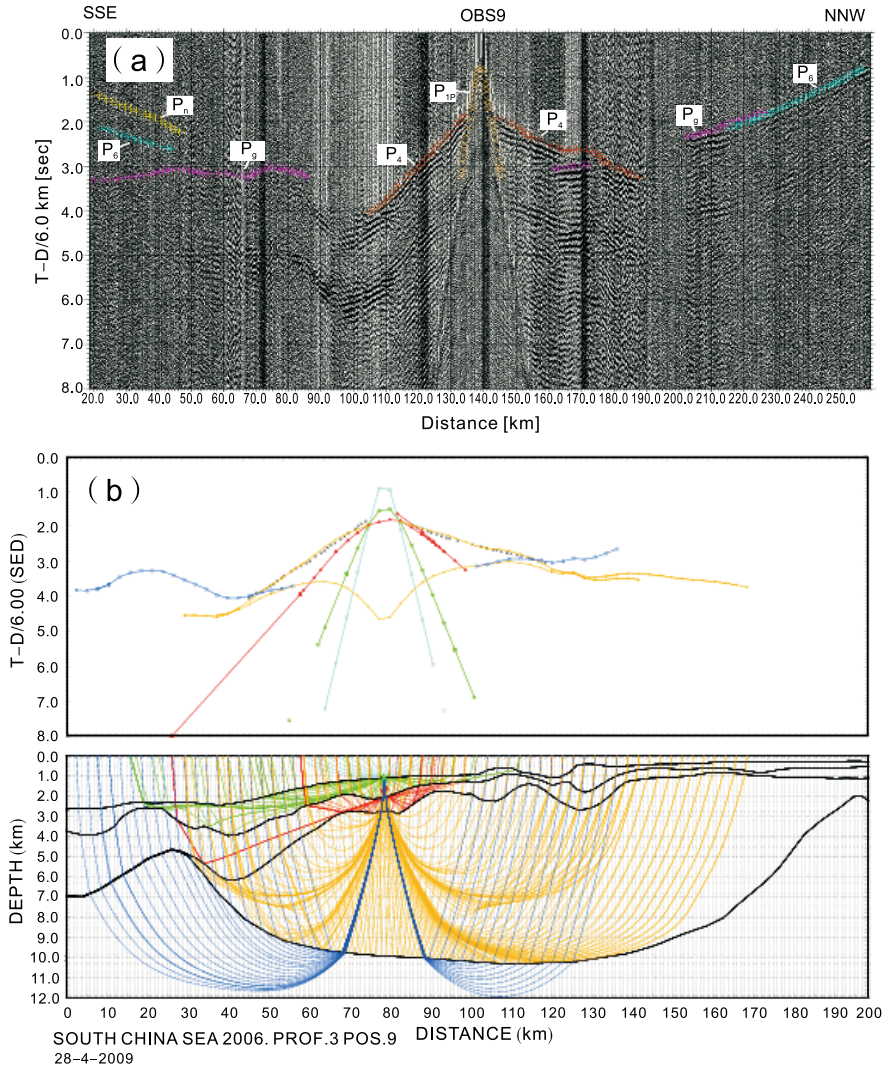 SSE OBS9 NNW
(a)
0.0
1.0
2.0
3.0
4.0
5.0
6.0
7.0
8.0
T-D/6.0 km [sec]
Pn
P6
Pg
P4
P1P
P4
Pg
P6
20.0 30.0 40.0 50.0 60.0 70.0 80.0 90.0 100.0 110.0 120.0 130.0 140.0 150.0 160.0 170.0 180.0 190.0 200.0 210.0 220.0 230.0 240.0 250.0
Distance [km]
(b)
0.0
1.0
2.0
3.0
4.0
5.0
6.0
7.0
8.0
T-D/6.00 (SED)
0.0
1.0
2.0
3.0
4.0
5.0
6.0
7.0
8.0
9.0
10.0
11.0
12.0
DEPTH (km)
0 10 20 30 40 50 60 70 80 90 100 110 120 130 140 150 160 170 180 190 200
DISTANCE (km)
SOUTH CHINA SEA 2006. PROF.3 POS.9
28-4-2009